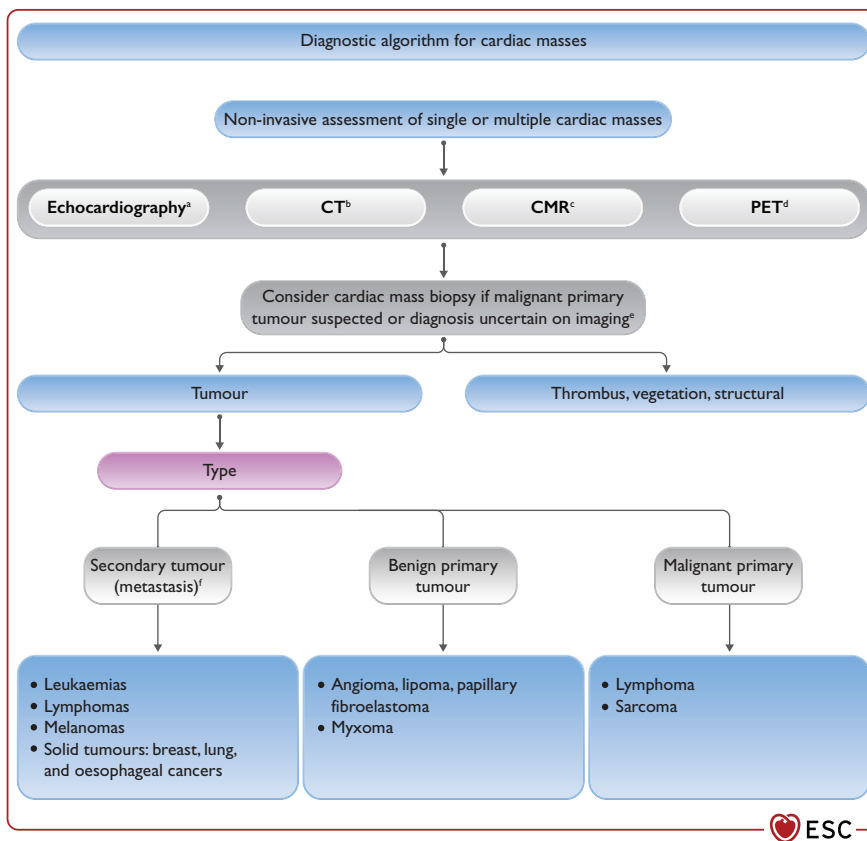 Diagnostic algorithm for cardiac masses
Non-invasive assessment of single or multiple cardiac masses
Echocardiographyᵃ
CTᵇ
CMRᶜ
PETᵈ
Consider cardiac mass biopsy if malignant primary
tumour suspected or diagnosis uncertain on imagingᵉ
Tumour
Thrombus, vegetation, structural
Type
Secondary tumour
(metastasis)ᶠ
Benign primary
tumour
Malignant primary
tumour
• Leukaemias
• Lymphomas
• Melanomas
• Solid tumours: breast, lung,
and oesophageal cancers
• Angioma, lipoma, papillary
fibroelastoma
• Myxoma
• Lymphoma
• Sarcoma
ESC